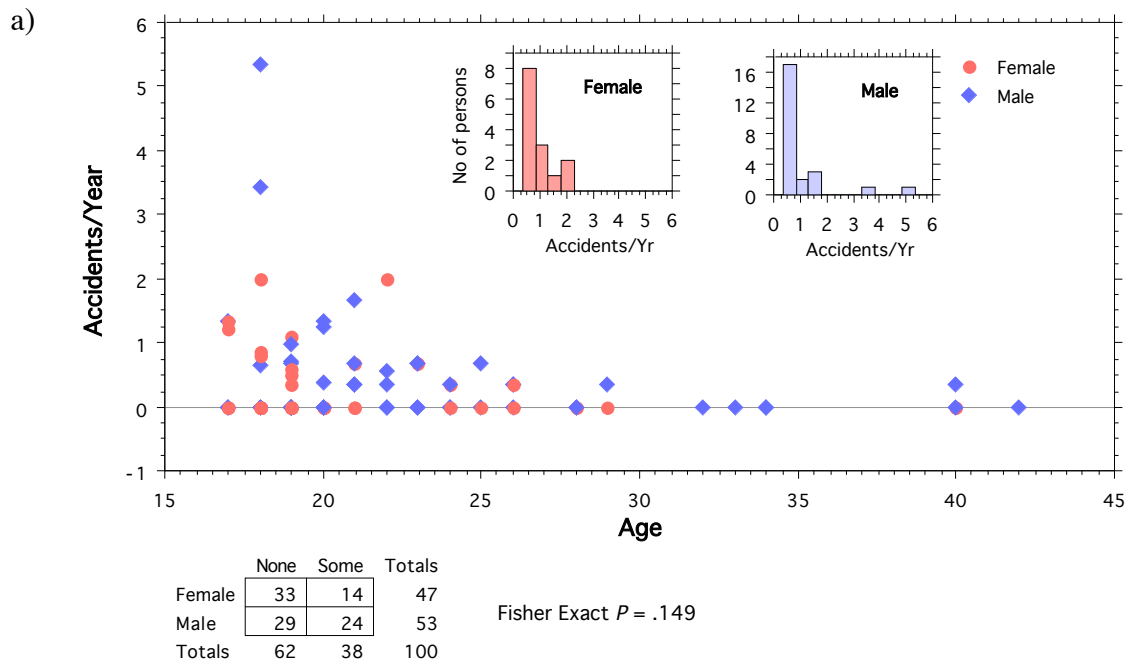 a)
6
5
4
3
2
1
0
-1
Accidents/Year
15 20 25 30 35 40 45
Age
No of persons
8
6
4
2
0
Female
0 1 2 3 4 5 6
Accidents/Yr
16
12
8
4
0
Male
0 1 2 3 4 5 6
Accidents/Yr
Female
Male
None Some Totals
Female 33 14 47
Male 29 24 53
Totals 62 38 100
Fisher Exact P = .149